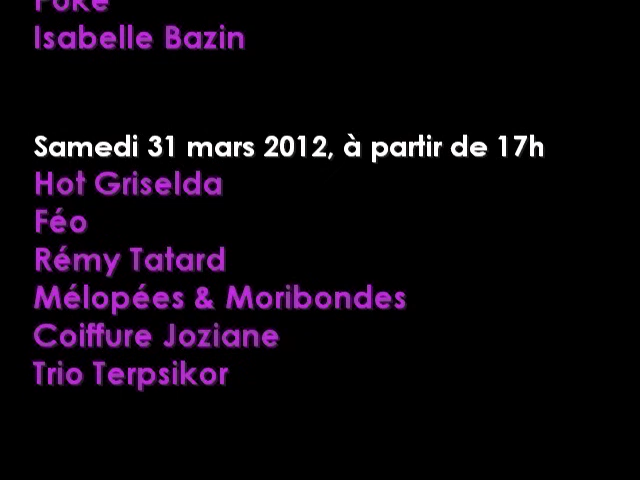 Isabelle Bazin
Samedi 31 mars 2012, à partir de 17h
Hot Griselda
Féo
Rémy Tatard
Mélopées & Moribondes
Coiffure Joziane
Trio Terpsikor